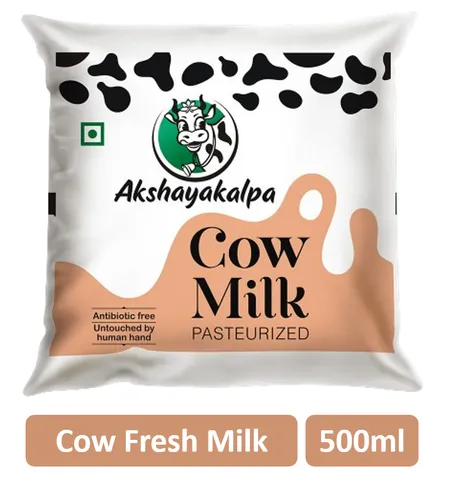 Akshayakalpa
Cow
Milk
PASTEURIZED
Antibiotic free
Untouched by
human hand
Cow Fresh Milk
500ml